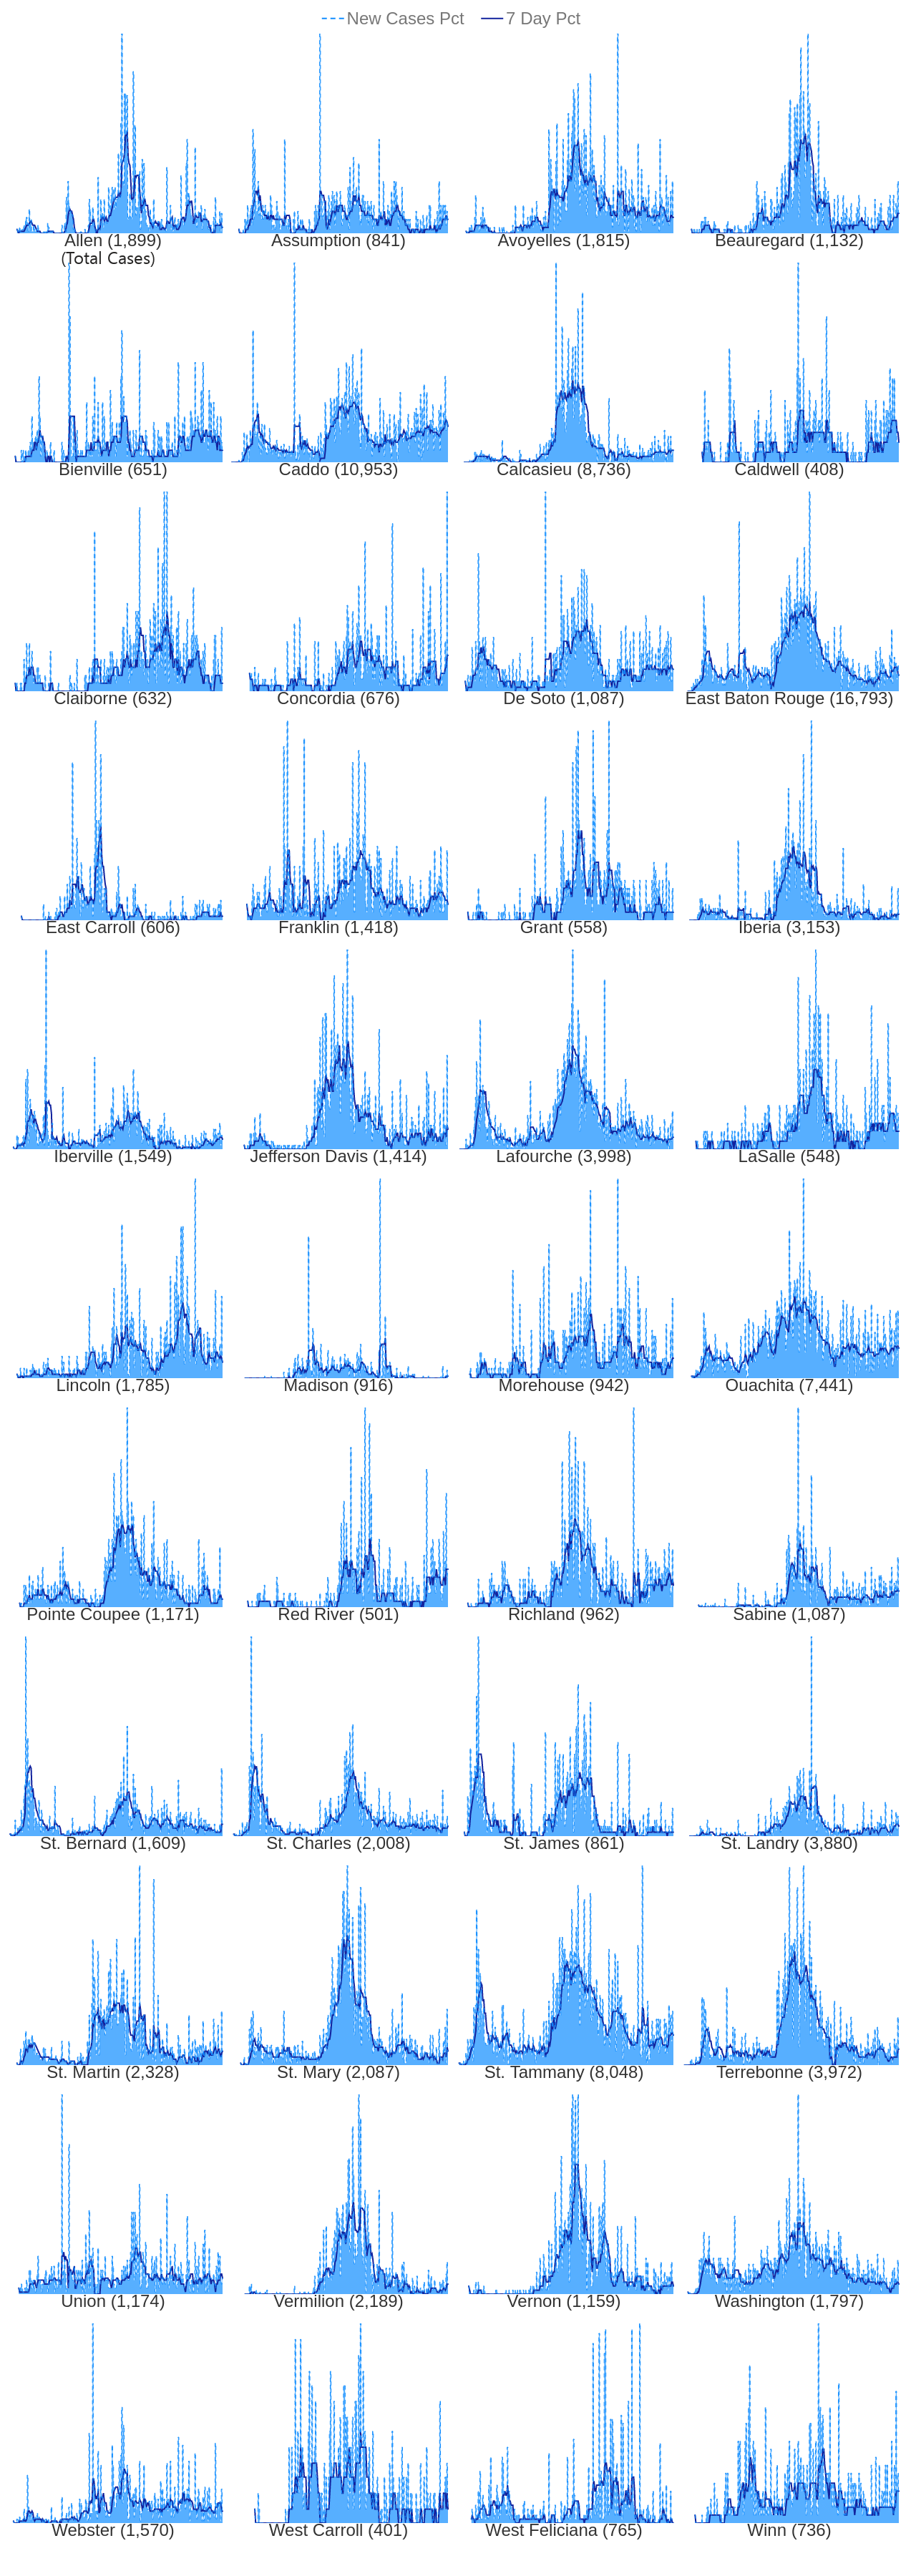 New Cases Pct 7 Day Pct
Allen (1,899) Assumption (841) Avoyelles (1,815) Beauregard (1,132)
(Total Cases)
Bienville (651) Caddo (10,953) Calcasieu (8,736) Caldwell (408)
Claiborne (632) Concordia (676) De Soto (1,087) East Baton Rouge (16,793)
East Carroll (606) Franklin (1,418) Grant (558) Iberia (3,153)
Iberville (1,549) Jefferson Davis (1,414) Lafourche (3,998) LaSalle (548)
Lincoln (1,785) Madison (916) Morehouse (942) Ouachita (7,441)
Pointe Coupee (1,171) Red River (501) Richland (962) Sabine (1,087)
St. Bernard (1,609) St. Charles (2,008) St. James (861) St. Landry (3,880)
St. Martin (2,328) St. Mary (2,087) St. Tammany (8,048) Terrebonne (3,972)
Union (1,174) Vermilion (2,189) Vernon (1,159) Washington (1,797)
Webster (1,570) West Carroll (401) West Feliciana (765) Winn (736)